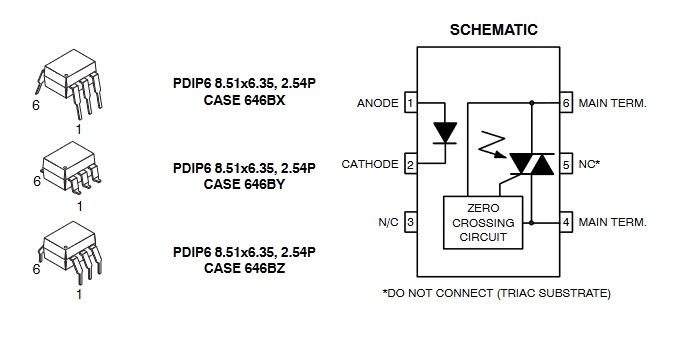 SCHEMATIC
PDIP6 8.51x6.35, 2.54P
CASE 646BX
6
1
PDIP6 8.51x6.35, 2.54P
CASE 646BY
6
1
PDIP6 8.51x6.35, 2.54P
CASE 646BZ
6
1
ANODE 1
6 MAIN TERM.
CATHODE 2
5 NC*
N/C 3
ZERO
CROSSING
CIRCUIT
4 MAIN TERM.
*DO NOT CONNECT (TRIAC SUBSTRATE)